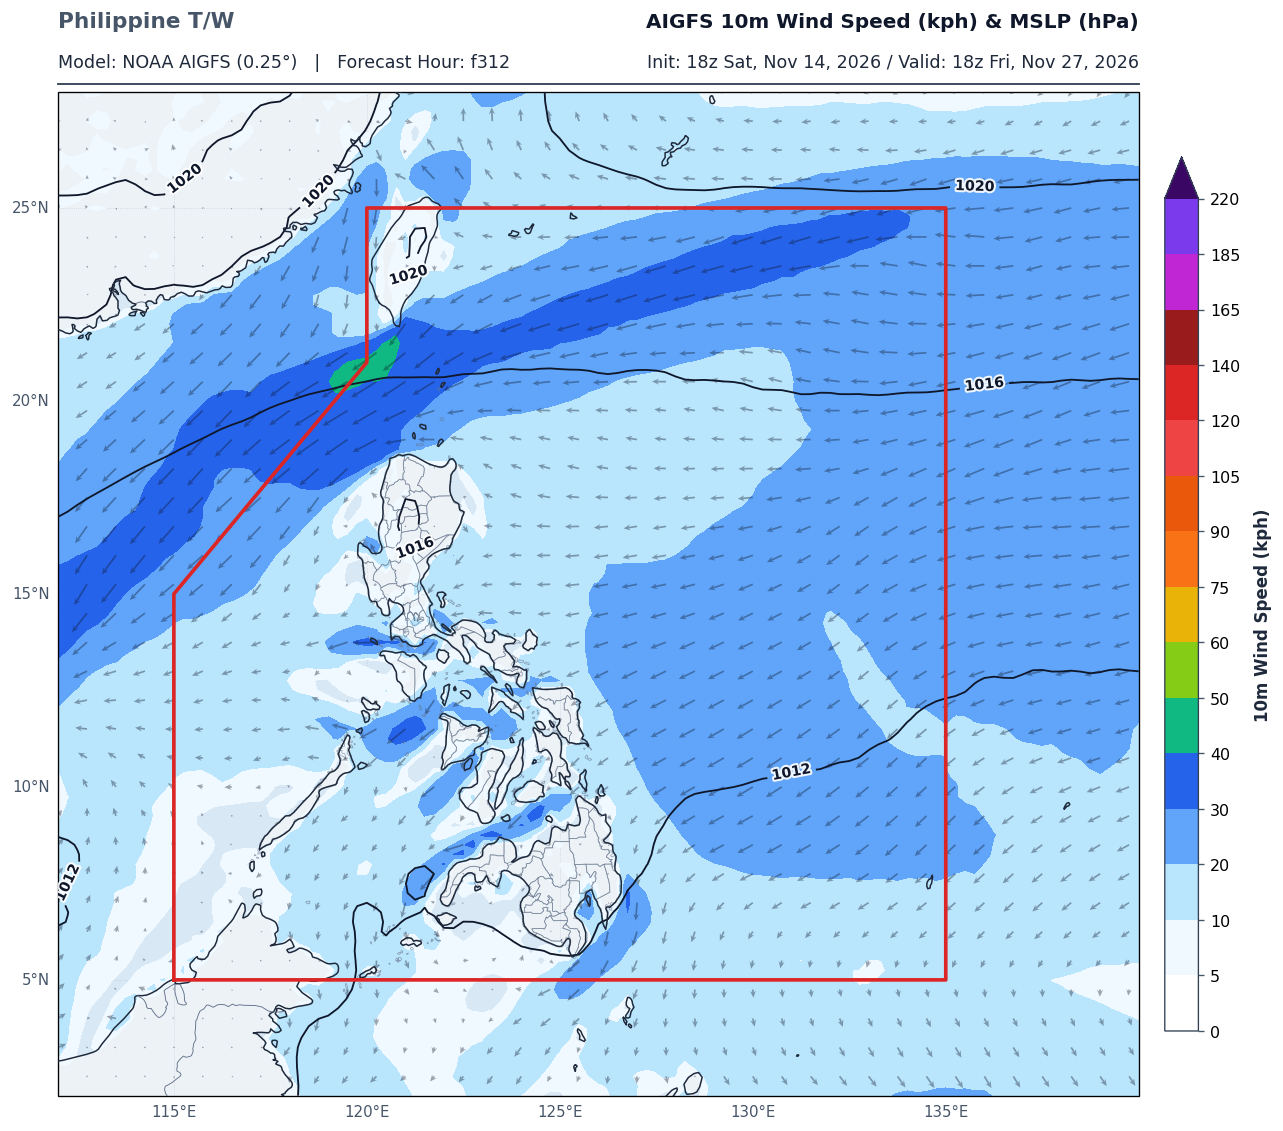 Philippine T/W
AIGFS 10m Wind Speed (kph) & MSLP (hPa)
Model: NOAA AIGFS (0.25°) | Forecast Hour: f312
Init: 18z Sat, Nov 14, 2026 / Valid: 18z Fri, Nov 27, 2026
1020
1020
1020
1020
1016
1016
1012
1012
25°N
20°N
15°N
10°N
5°N
115°E
120°E
125°E
130°E
135°E
220
185
165
140
120
105
90
75
60
50
40
30
20
10
5
0
10m Wind Speed (kph)